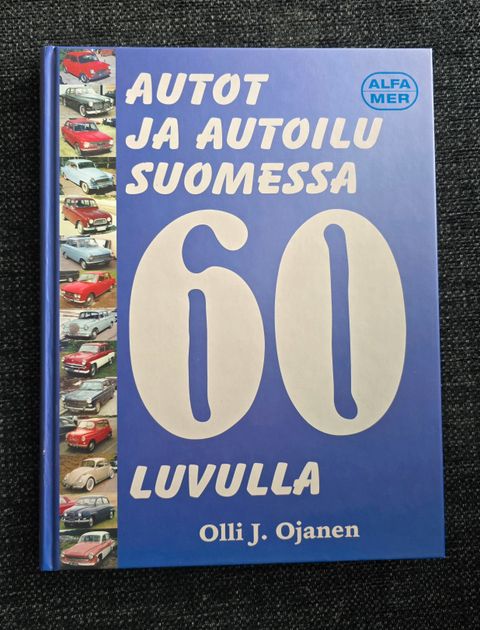 ALFA
MER
AUTOT
JA AUTOILU
SUOMESSA
60
LUVULLA
Olli J. Ojanen